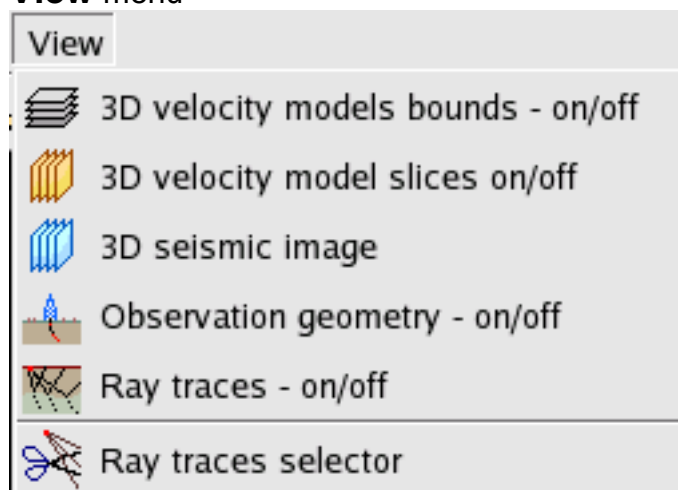 View menu
View
3D velocity models bounds - on/off
3D velocity model slices on/off
3D seismic image
Observation geometry - on/off
Ray traces - on/off
Ray traces selector